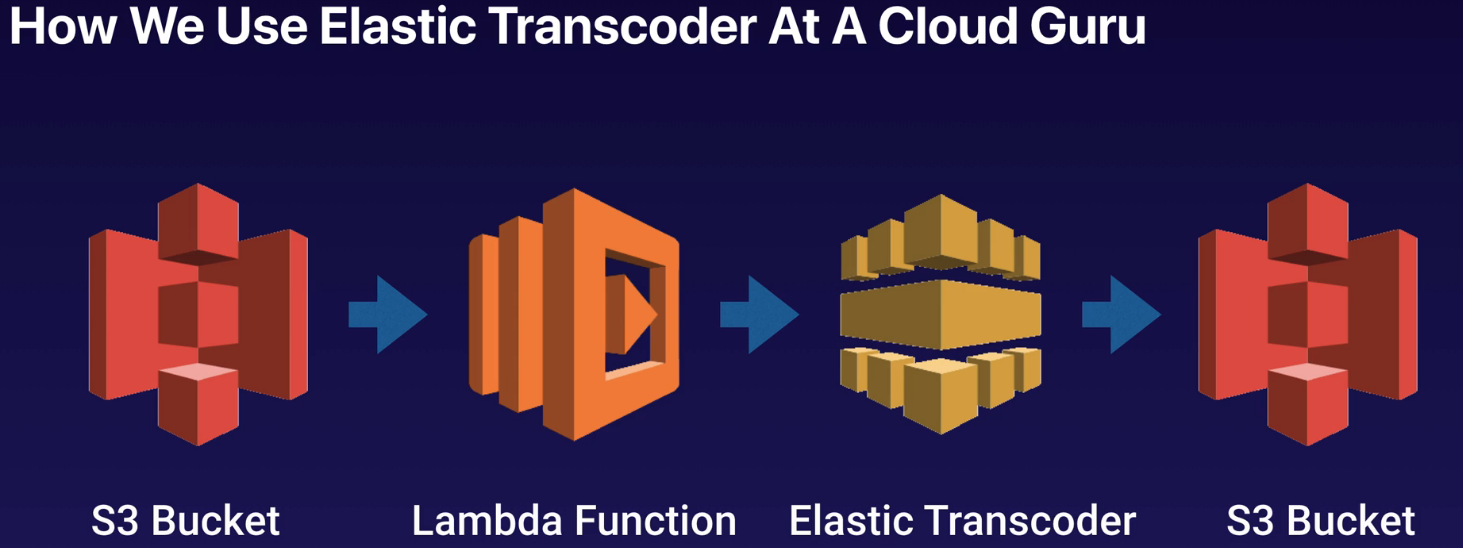 How We Use Elastic Transcoder At A Cloud Guru
S3 Bucket
Lambda Function
Elastic Transcoder
S3 Bucket